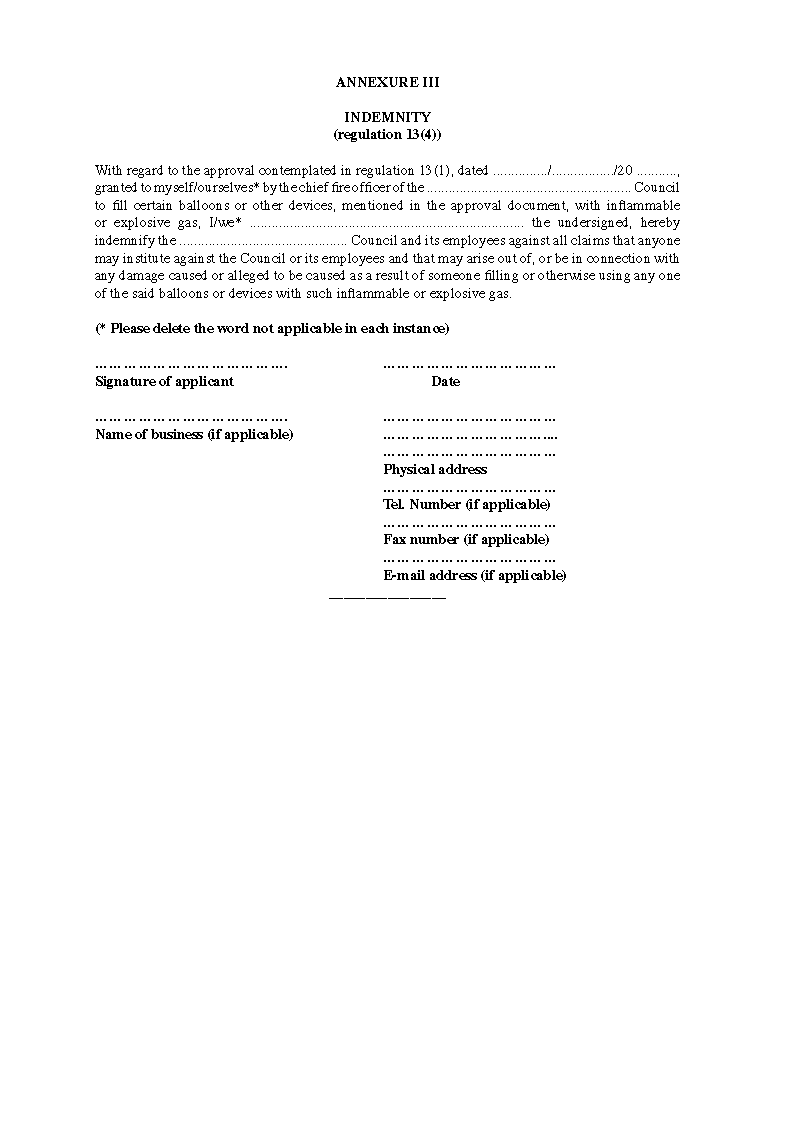 ANNEXURE III
INDEMNITY
(regulation 13(4))
With regard to the approval contemplated in regulation 13 (1), dated .............../................./20 ...........,
granted to myself/ourselves* by the chief fire officer of the ........................................................ Council
to fill certain balloons or other devices, mentioned in the approval document, with inflammable
or explosive gas, I/we* ........................................................................... the undersigned, hereby
indemnify the .............................................. Council and its employees against all claims that anyone
may institute against the Council or its employees and that may arise out of, or be in connection with
any damage caused or alleged to be caused as a result of someone filling or otherwise using any one
of the said balloons or devices with such inflammable or explosive gas.
(* Please delete the word not applicable in each instance)
…………………………………. ………………………………
Signature of applicant Date
…………………………………. ………………………………
Name of business (if applicable) ……………………………....
………………………………
Physical address
………………………………
Tel. Number (if applicable)
………………………………
Fax number (if applicable)
………………………………
E-mail address (if applicable)
________________